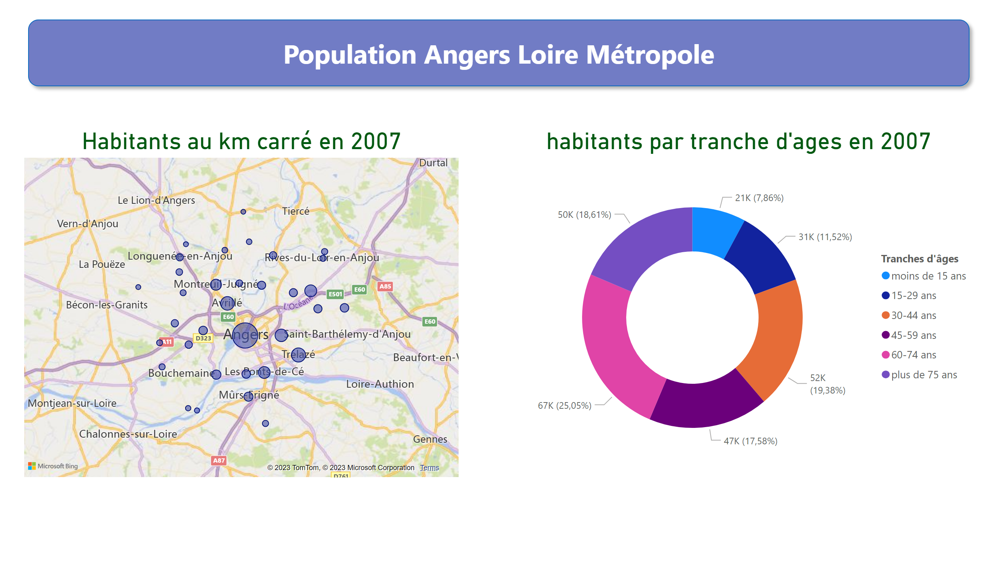 Population Angers Loire Métropole
Habitants au km carré en 2007
Durtal
Le Lion-d'Angers
Tiercé
Vern-d'Anjou
Longuenée-en-Anjou
Rives-du-Loir-en-Anjou
La Pouëze
Montreuil-Juigné
A85
E60
E501
L'Océane
Avrillé
Bécon-les-Granits
E60
E60
Angers
Saint-Barthélemy-d'Anjou
D323
A11
Trelazé
Beaufort-en-V
Bouchemaine
Les Ponts-de-Cé
Loire-Authion
Mûrs-Erigné
Montjean-sur-Loire
Chalonnes-sur-Loire
Gennes
A87
Microsoft Bing
© 2023 TomTom, © 2023 Microsoft Corporation Terms
D761
habitants par tranche d'ages en 2007
21K (7,86%)
50K (18,61%)
31K (11,52%)
52K
(19,38%)
67K (25,05%)
47K (17,58%)
Tranches d'âges
moins de 15 ans
15-29 ans
30-44 ans
45-59 ans
60-74 ans
plus de 75 ans